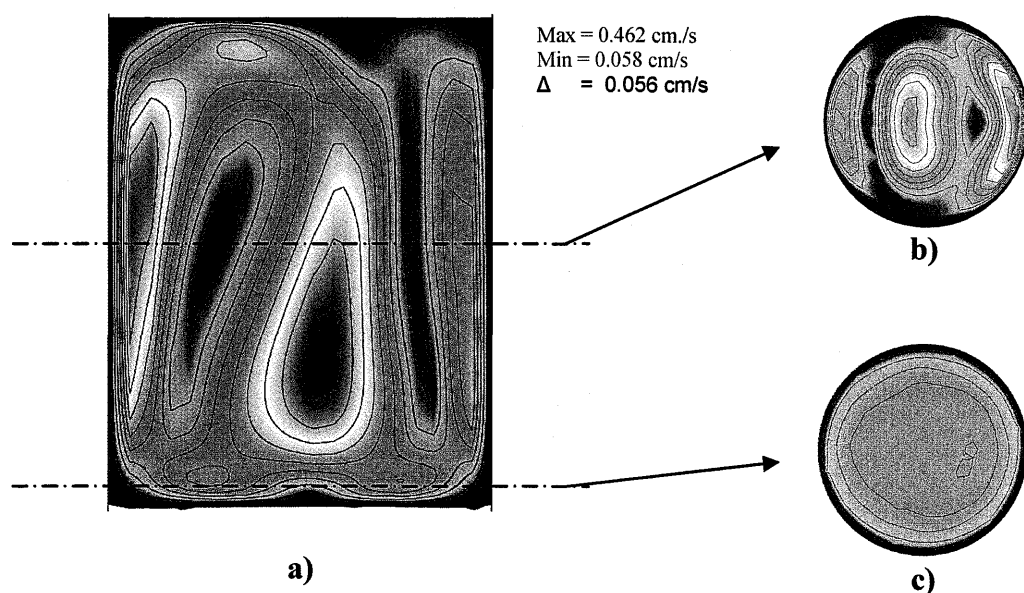 Max = 0.462 cm./s
Min = 0.058 cm/s
Δ = 0.056 cm/s
b)
a)
c)